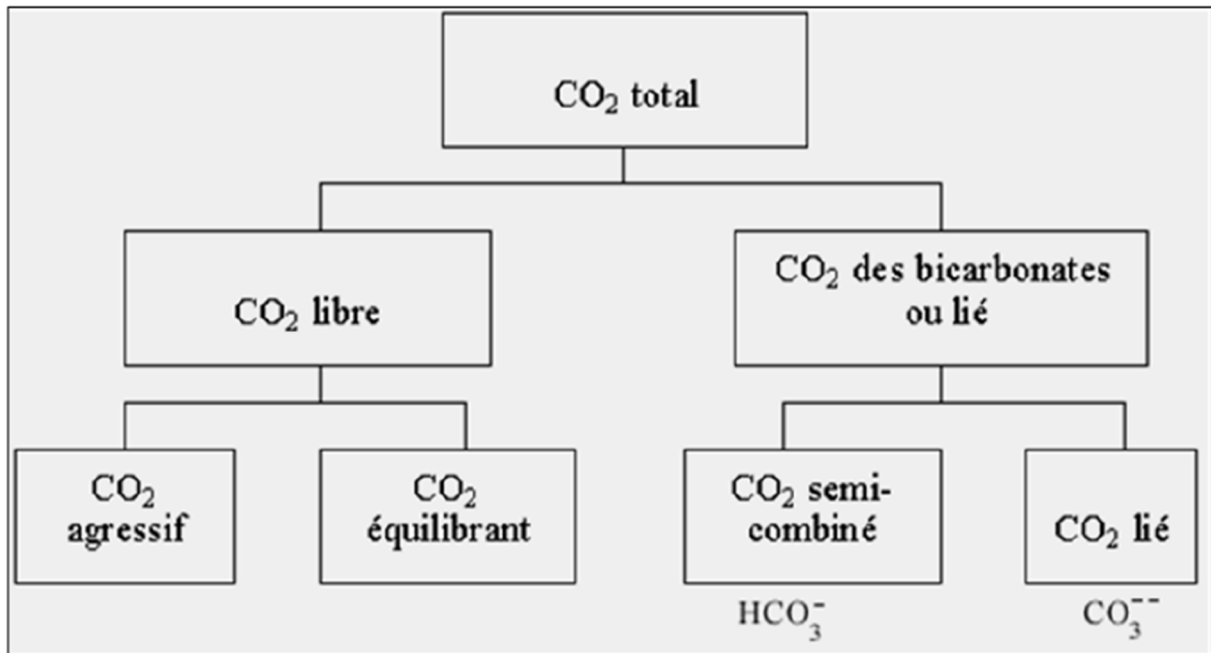 CO₂ total
CO₂ libre
CO₂ des bicarbonates
ou lié
CO₂
agressif
CO₂
équilibrant
CO₂ semi-
combiné
CO₂ lié
HCO₃⁻
CO₃⁻⁻